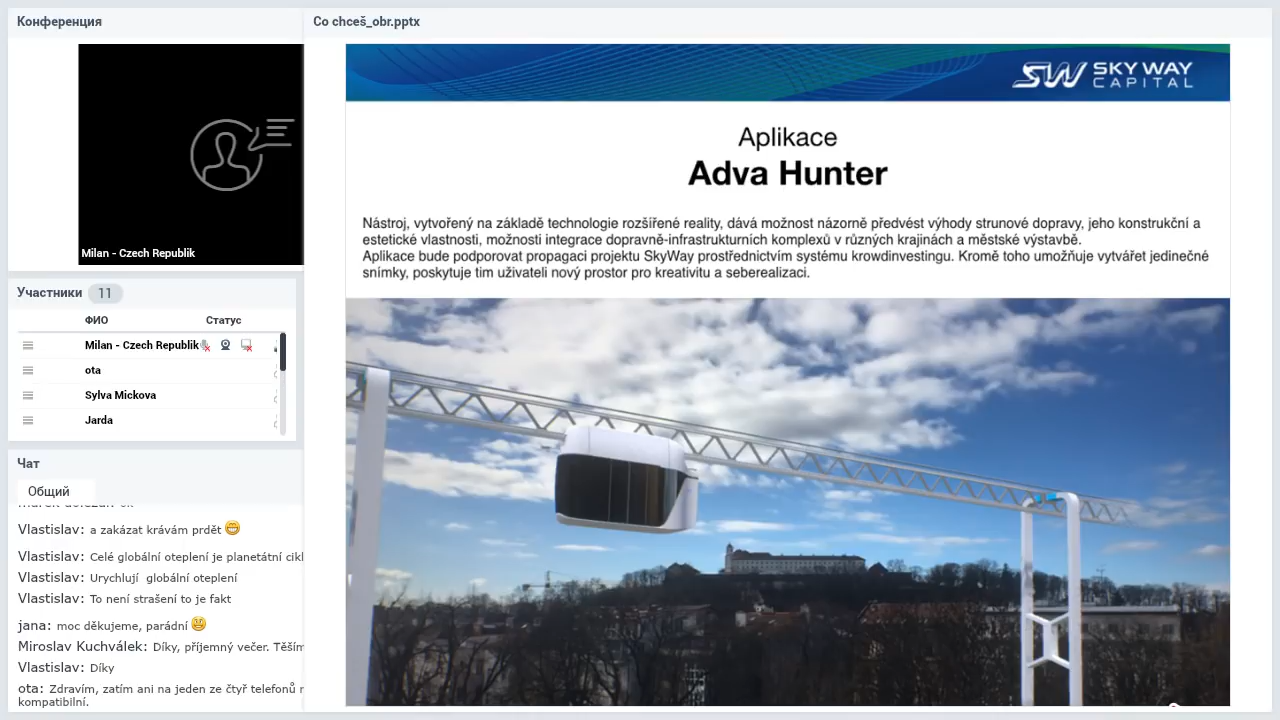 Конференция
Milan - Czech Republik
Участники 11
ФИО Статус
Milan - Czech Republik
ota
Sylva Mickova
Jarda
Чат
Общий
Vlastislav: a zakázat krávám prdět
Vlastislav: Celé globální oteplení je planetátní
Vlastislav: Urychlují globální oteplení
Vlastislav: To není strašení to je fakt
jana: moc děkujeme, parádní
Miroslav Kuchválek: Díky, příjemný večer.
Vlastislav: Díky
ota: Zdravím, zatím ani na jeden ze čtyř telefonů
kompatibilní.
Co chceš_obr.pptx
SW SKY WAY
CAPITAL
Aplikace
Adva Hunter
Nástroj, vytvořený na základě technologie rozšířené reality, dává možnost názorně předvést výhody strunové dopravy, jeho konstrukční a
estetické vlastnosti, možnosti integrace dopravně-infrastrukturních komplexů v různých krajinách a městské výstavbě.
Aplikace bude podporovat propagaci projektu SkyWay prostřednictvím systému krowdinvestingu. Kromě toho umožňuje vytvářet jedinečné
snímky, poskytuje tim uživateli nový prostor pro kreativitu a seberealizaci.